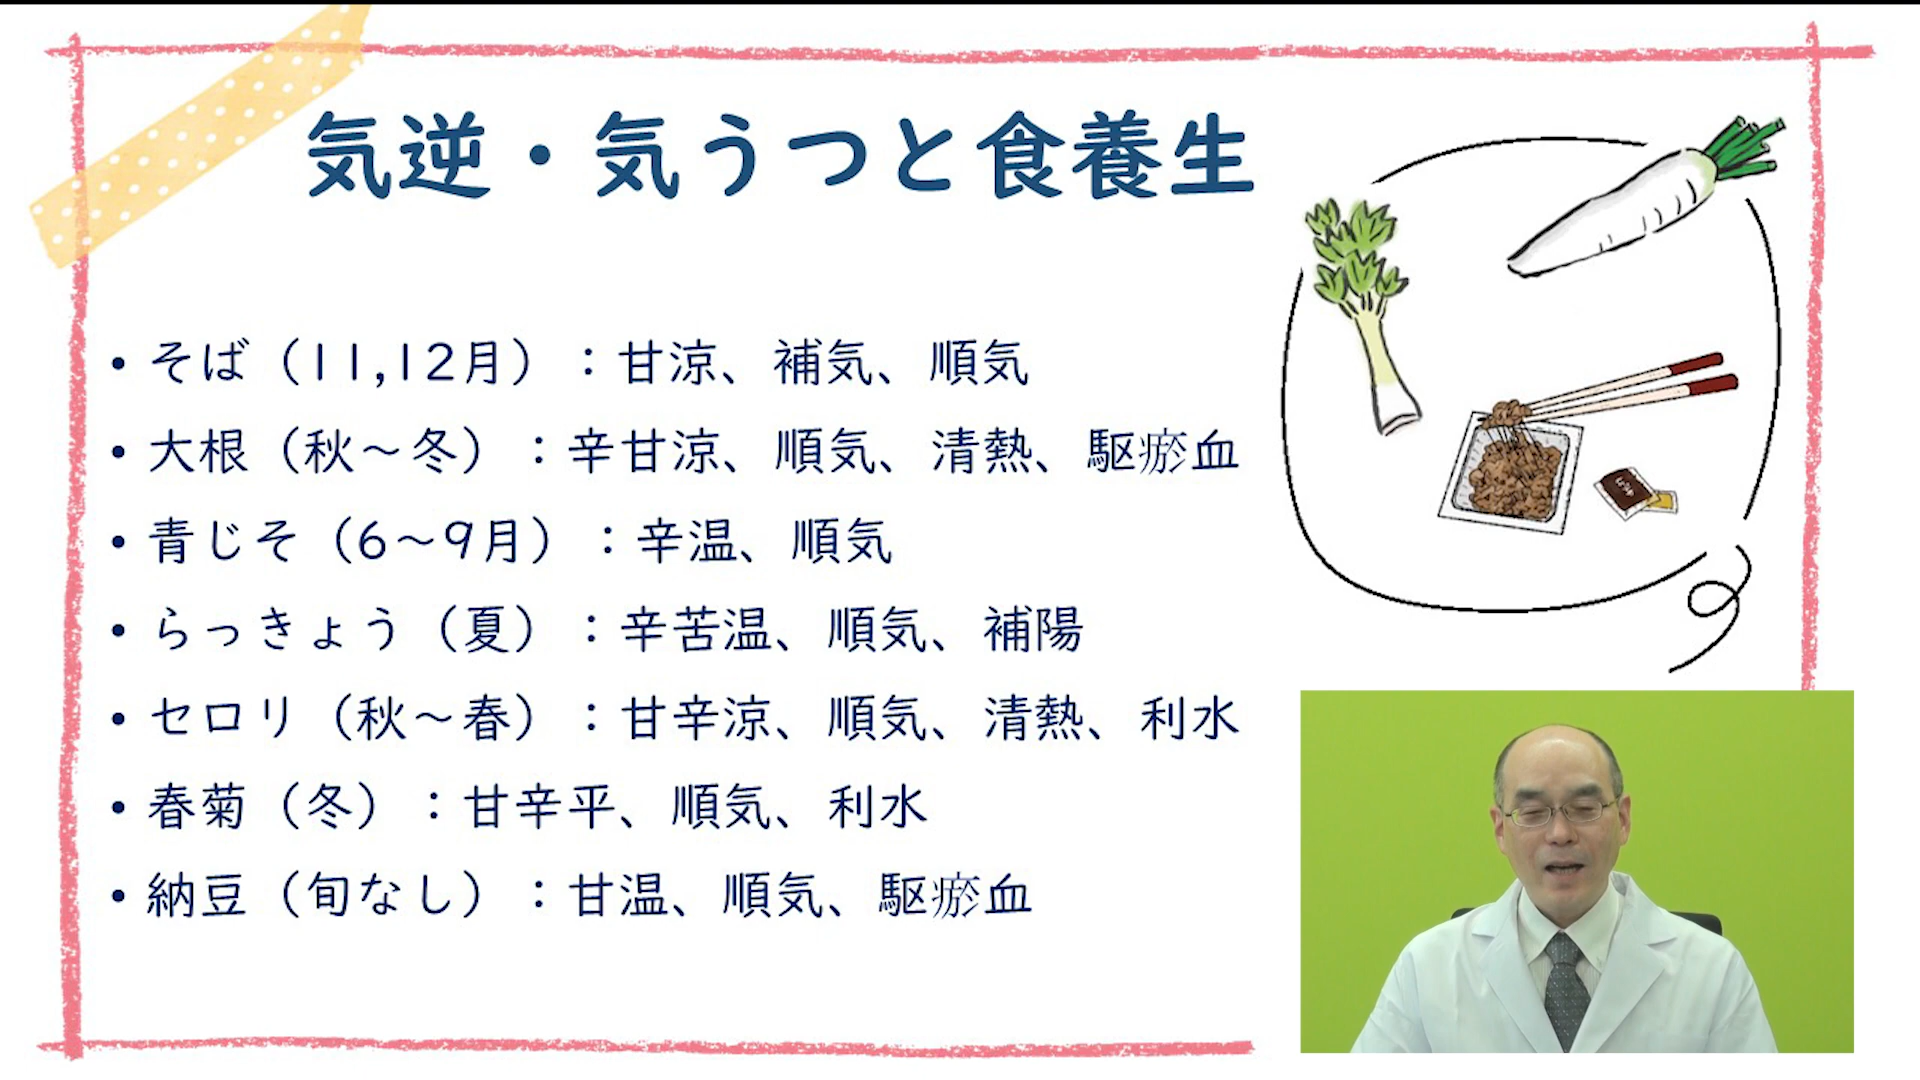 気逆・気うつと食養生
• そば（11,12月）：甘涼、補気、順気
• 大根（秋～冬）：辛甘涼、順気、清熱、駆瘀血
• 青じそ（6～9月）：辛温、順気
• らっきょう（夏）：辛苦温、順気、補陽
• セロリ（秋～春）：甘辛涼、順気、清熱、利水
• 春菊（冬）：甘辛平、順気、利水
• 納豆（旬なし）：甘温、順気、駆瘀血